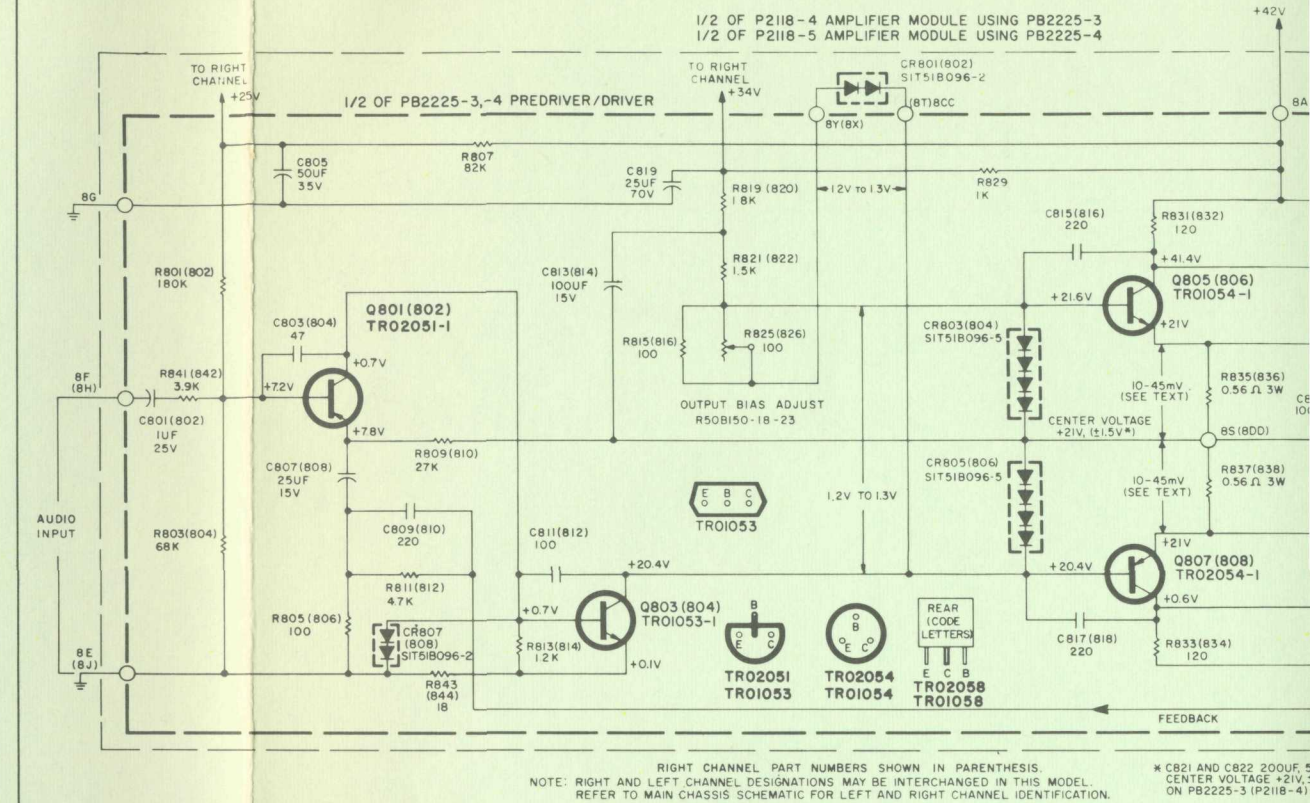 1/2 OF P2118-4 AMPLIFIER MODULE USING PB2225-3
1/2 OF P2118-5 AMPLIFIER MODULE USING PB2225-4
+42V
TO RIGHT
CHANNEL
+25V
1/2 OF PB2225-3,-4 PREDRIVER/DRIVER
TO RIGHT
CHANNEL
+34V
CR801(802)
SIT51B096-2
8Y(8X)
(8T)8CC
8A
C805
50UF
35V
R807
82K
C819
25UF
70V
R819 (820)
1.8K
1.2V TO 1.3V
R829
1K
8G
C815(816)
220
R831(832)
120
R801(802)
180K
C813(814)
100UF
15V
R821 (822)
1.5K
+41.4V
Q805(806)
TR01054-1
+21.6V
+21V
C803(804)
47
Q801(802)
TR02051-1
+0.7V
R815(816)
100
R825(826)
100
CR803(804)
SIT51B096-5
8F
(8H)
R841(842)
3.9K
+7.2V
C801(802)
1UF
25V
+7.8V
OUTPUT BIAS ADJUST
R50B150-18-23
10-45mV
(SEE TEXT)
R835(836)
0.56 Ω 3W
CENTER VOLTAGE
+21V, (±1.5V*)
8S(8DD)
R809(810)
27K
C807(808)
25UF
15V
CR805(806)
SIT51B096-5
10-45mV
(SEE TEXT)
R837(838)
0.56 Ω 3W
E B C
TR01053
1.2V TO 1.3V
AUDIO
INPUT
R803(804)
68K
C809(810)
220
C811(812)
100
+20.4V
+20.4V
+21V
Q807(808)
TR02054-1
+0.6V
R811(812)
4.7K
+0.7V
Q803(804)
TR01053-1
R805(806)
100
CR807
(808)
SIT51B096-2
R813(814)
1.2K
+0.1V
B
E C
TR02051
TR01053
B
E C
TR02054
TR01054
REAR
(CODE
LETTERS)
E C B
TR02058
TR01058
C817(818)
220
R833(834)
120
8E
(8J)
R843
(844)
18
FEEDBACK
RIGHT CHANNEL PART NUMBERS SHOWN IN PARENTHESIS.
NOTE: RIGHT AND LEFT CHANNEL DESIGNATIONS MAY BE INTERCHANGED IN THIS MODEL.
REFER TO MAIN CHASSIS SCHEMATIC FOR LEFT AND RIGHT CHANNEL IDENTIFICATION.
* C821 AND C822 200UF,
CENTER VOLTAGE +21V,
ON PB2225-3 (P2118-4)